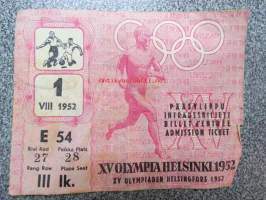 1
VIII 1952
E 54
Rivi Rad
Paikka Plats
27
28
Rang Row
Place Seat
III lk.
PÄÄSYLIPPU
INTRÄDESBILJETT
BILLET D'ENTRÉE
ADMISSION TICKET
XV
XV OLYMPIA HELSINKI 1952
XV OLYMPIADEN HELSINGFORS 1952